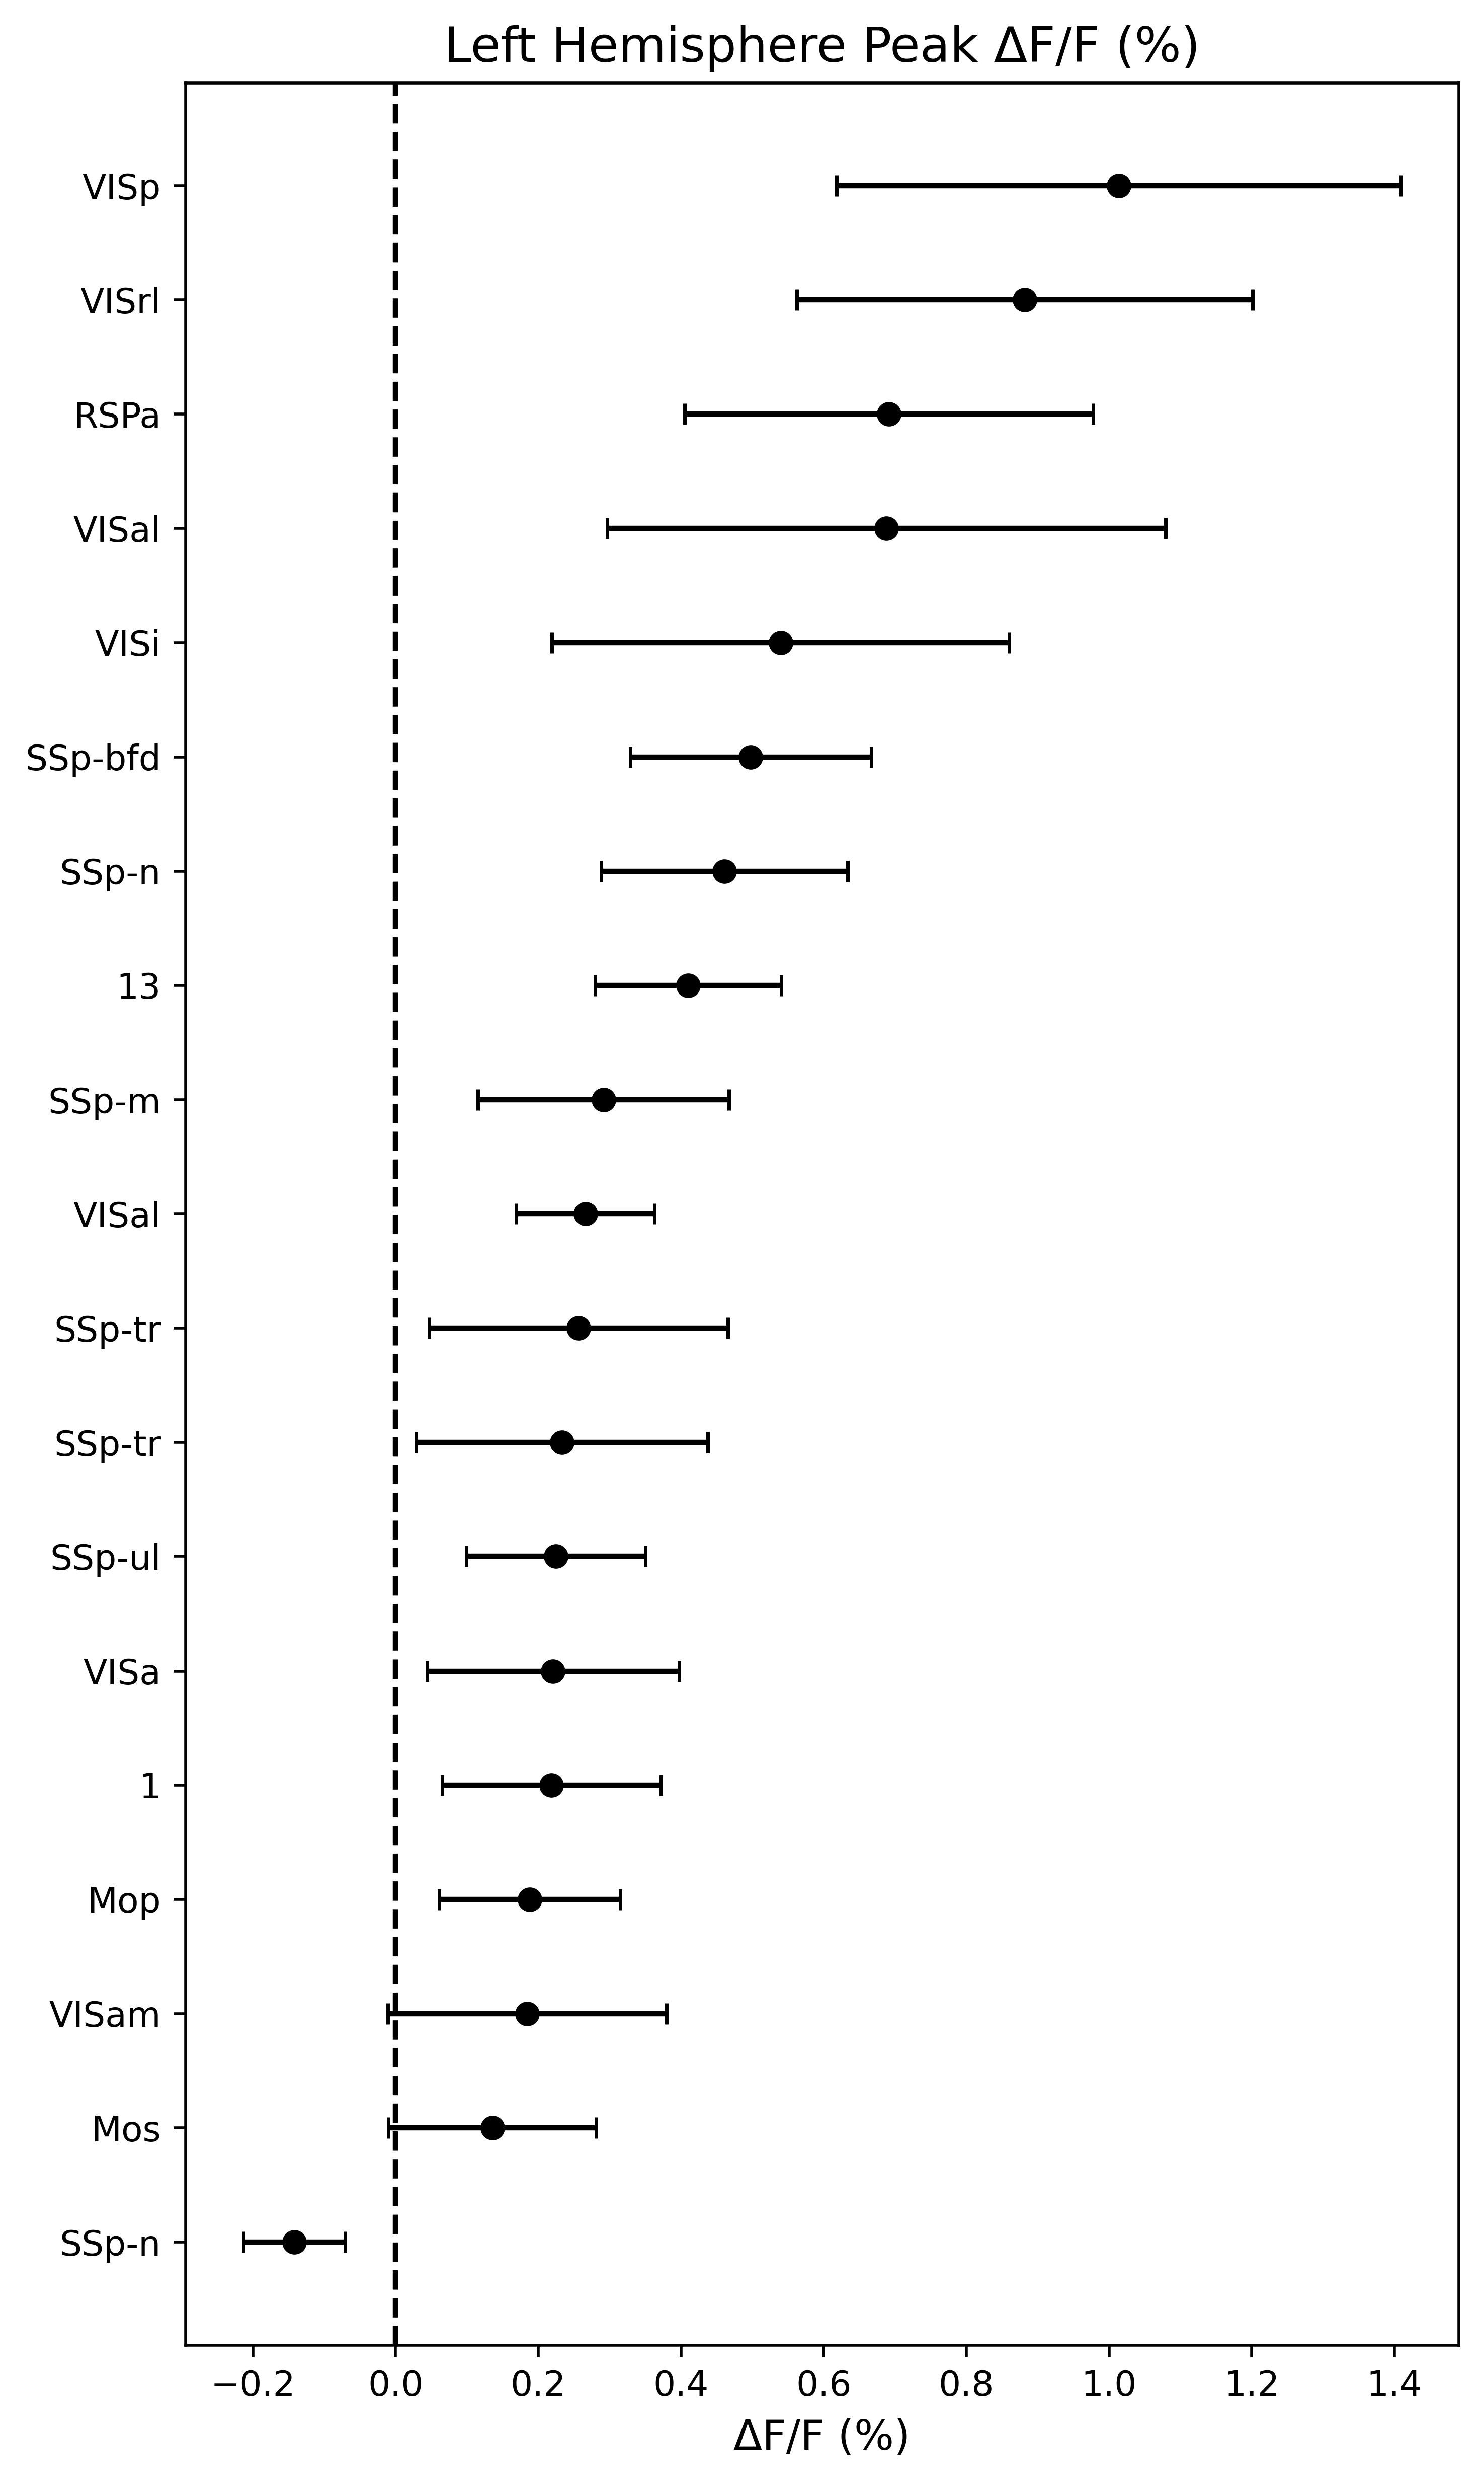 Left Hemisphere Peak ΔF/F (%)
VISp
VISrl
RSPa
VISal
VISi
SSp-bfd
SSp-n
13
SSp-m
VISal
SSp-tr
SSp-tr
SSp-ul
VISa
1
Mop
VISam
Mos
SSp-n
−0.2 0.0 0.2 0.4 0.6 0.8 1.0 1.2 1.4
ΔF/F (%)